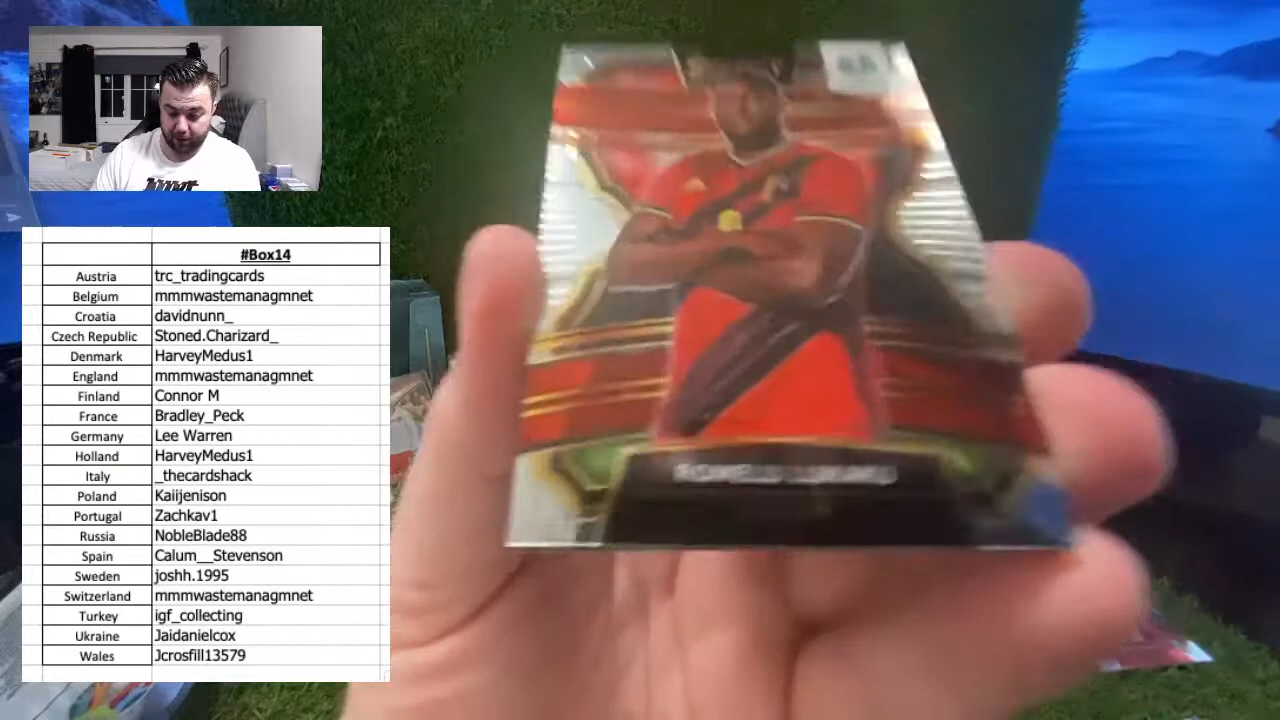 #Box14
Austria trc_tradingcards
Belgium mmmwastemanagmnet
Croatia davidnunn_
Czech Republic Stoned.Charizard_
Denmark HarveyMedus1
England mmmwastemanagmnet
Finland Connor M
France Bradley_Peck
Germany Lee Warren
Holland HarveyMedus1
Italy _thecardshack
Poland Kaiijenison
Portugal Zachkav1
Russia NobleBlade88
Spain Calum__Stevenson
Sweden joshh.1995
Switzerland mmmwastemanagmnet
Turkey igf_collecting
Ukraine Jaidanielcox
Wales Jcrosfill13579
ROMELU LUKAKU